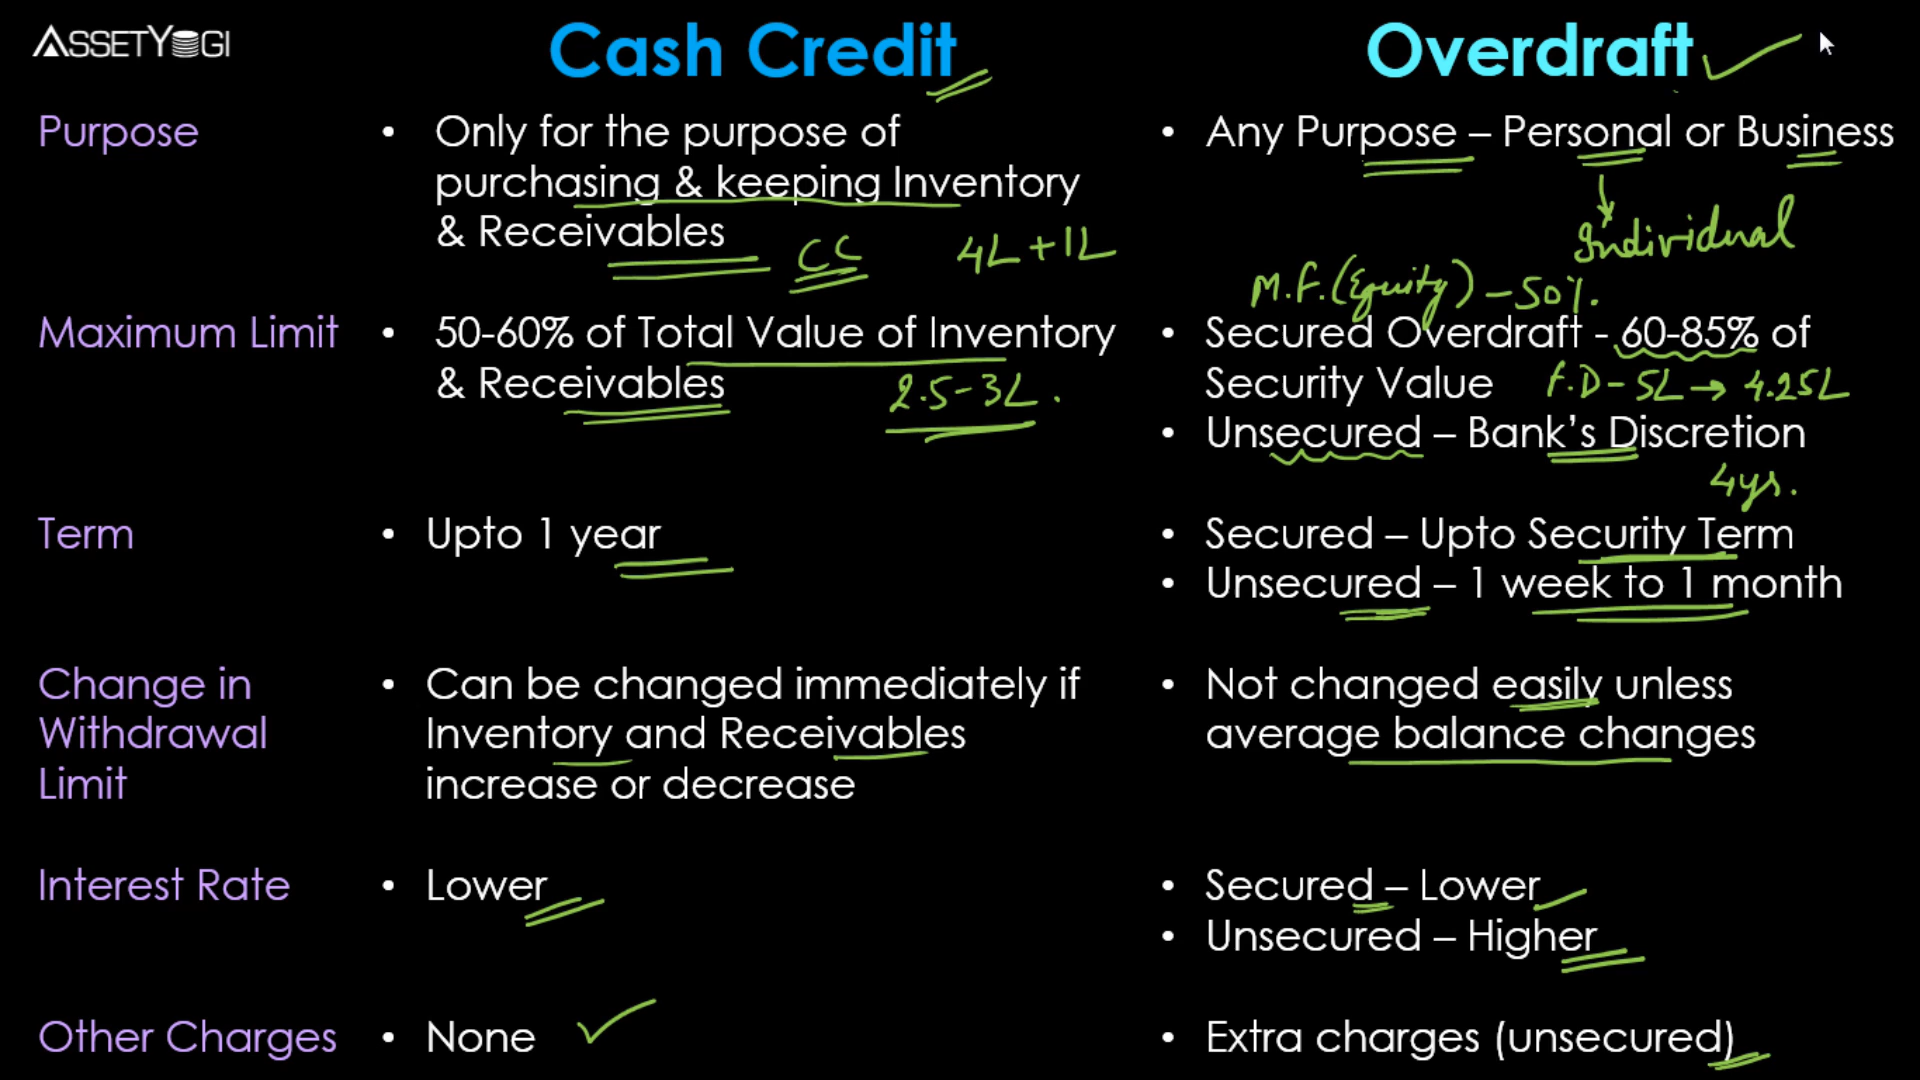 ASSETYOGI
Cash Credit
Overdraft
Purpose
• Only for the purpose of
purchasing & keeping Inventory
& Receivables
CC
4L + 1L
• Any Purpose – Personal or Business
Individual
M.F. (Equity) – 50%.
Maximum Limit
• 50-60% of Total Value of Inventory
& Receivables
2.5 – 3L.
• Secured Overdraft - 60-85% of
Security Value
F.D – 5L → 4.25L
• Unsecured – Bank's Discretion
4yrs.
Term
• Upto 1 year
• Secured – Upto Security Term
• Unsecured – 1 week to 1 month
Change in
Withdrawal
Limit
• Can be changed immediately if
Inventory and Receivables
increase or decrease
• Not changed easily unless
average balance changes
Interest Rate
• Lower
• Secured – Lower
• Unsecured – Higher
Other Charges
• None
• Extra charges (unsecured)